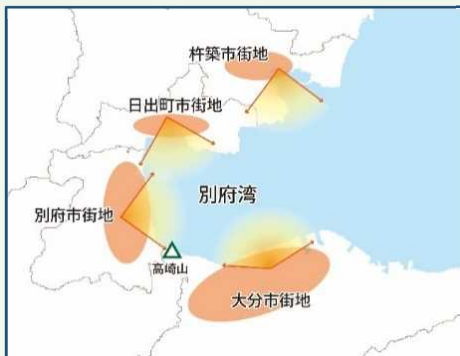 杵築市街地
日出町市街地
別府湾
別府市街地
高崎山
大分市街地